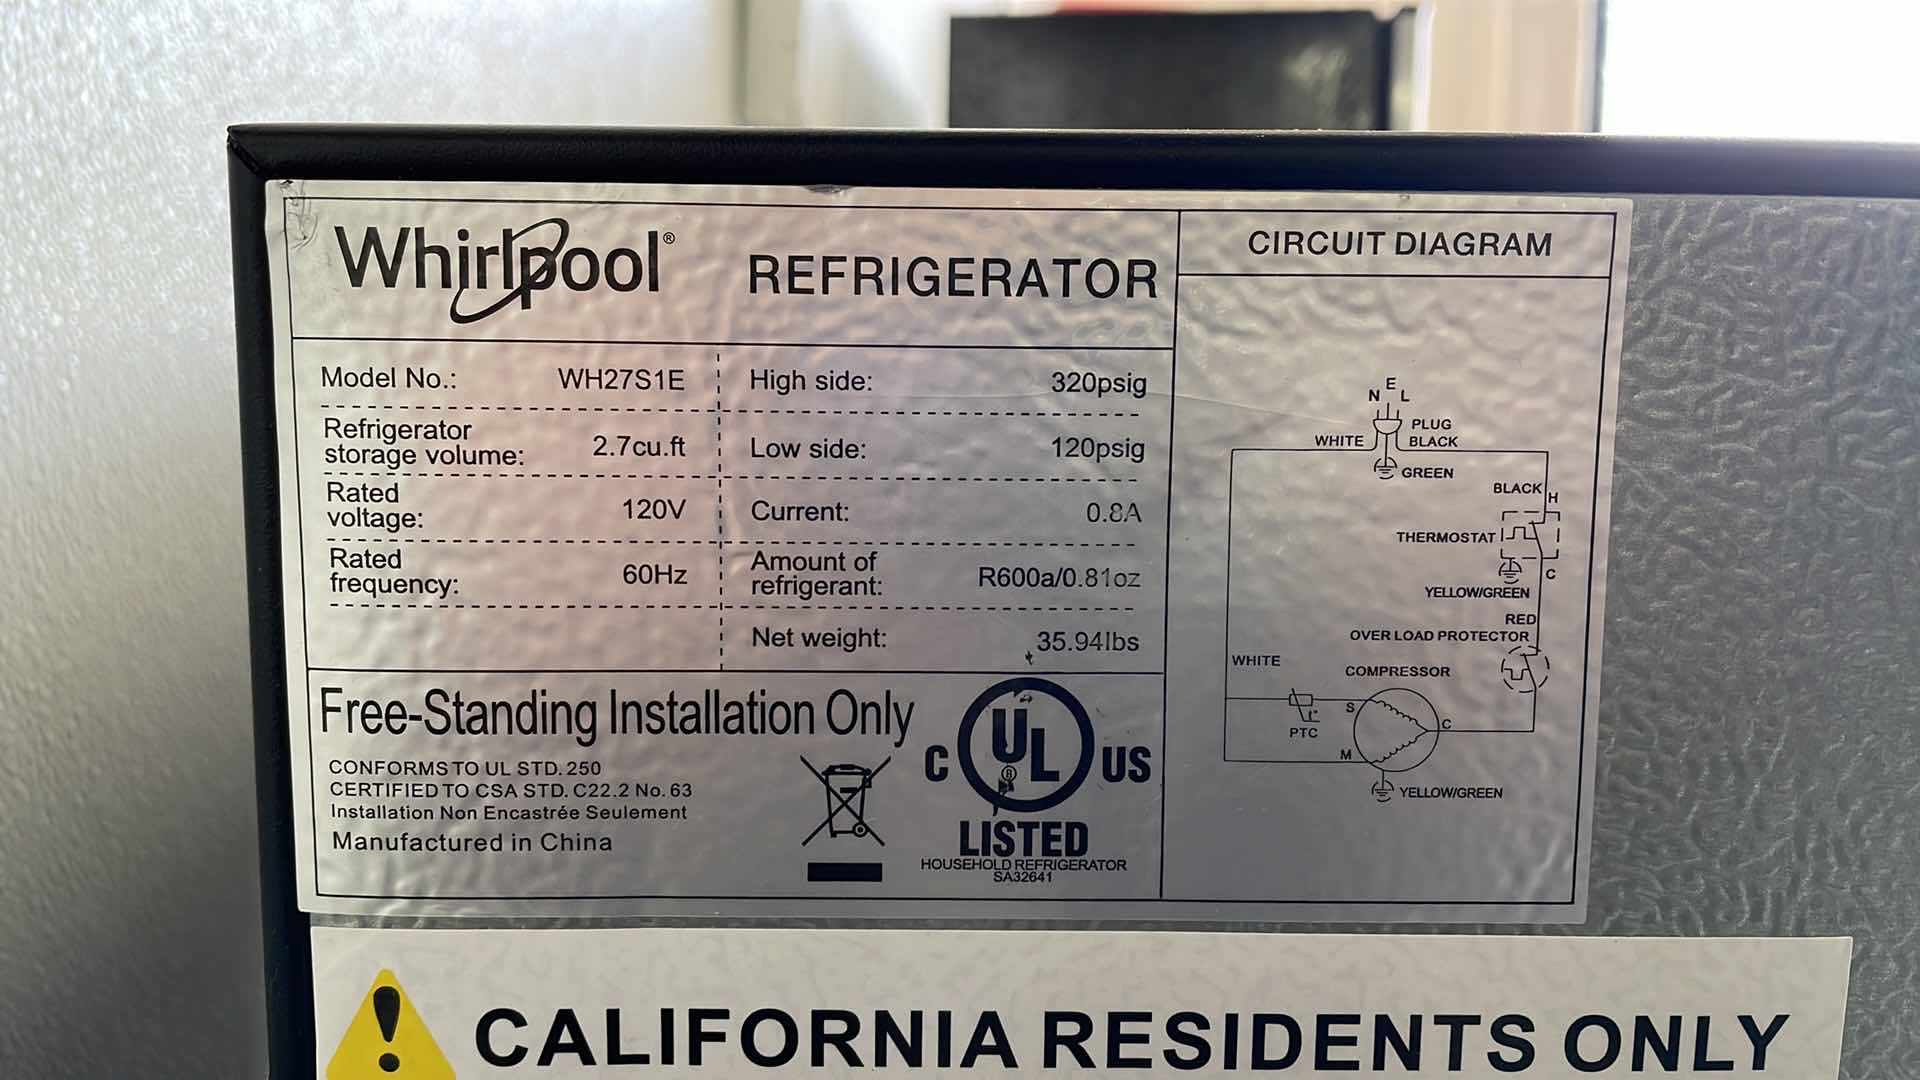 Whirlpool® REFRIGERATOR
Model No.: WH27S1E
Refrigerator
storage volume: 2.7cu.ft
Rated
voltage: 120V
Rated
frequency: 60Hz
High side: 320psig
Low side: 120psig
Current: 0.8A
Amount of
refrigerant: R600a/0.81oz
Net weight: 35.94lbs
Free-Standing Installation Only
CONFORMS TO UL STD. 250
CERTIFIED TO CSA STD. C22.2 No. 63
Installation Non Encastrée Seulement
Manufactured in China
C UL® US
LISTED
HOUSEHOLD REFRIGERATOR
SA32641
CIRCUIT DIAGRAM
E
N L
PLUG
WHITE BLACK
GREEN
BLACK H
THERMOSTAT
C
YELLOW/GREEN
RED
OVER LOAD PROTECTOR
WHITE
COMPRESSOR
t°
S
PTC
C
M
YELLOW/GREEN
CALIFORNIA RESIDENTS ONLY